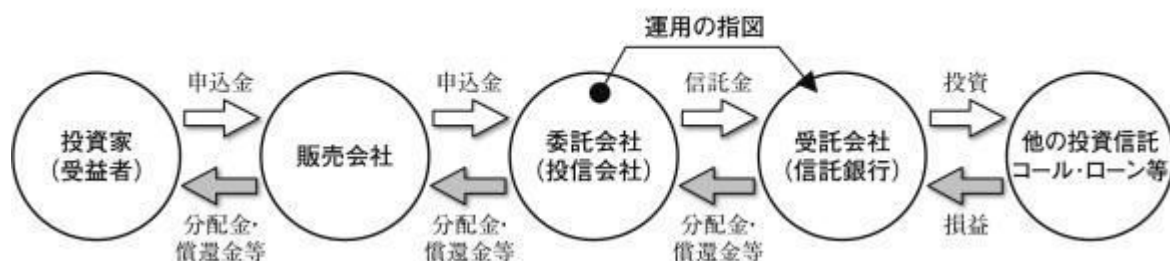 運用の指図
申込金
申込金
信託金
投資
投資家
(受益者)
販売会社
委託会社
(投信会社)
受託会社
(信託銀行)
他の投資信託
コール・ローン等
分配金・
償還金等
分配金・
償還金等
分配金・
償還金等
損益